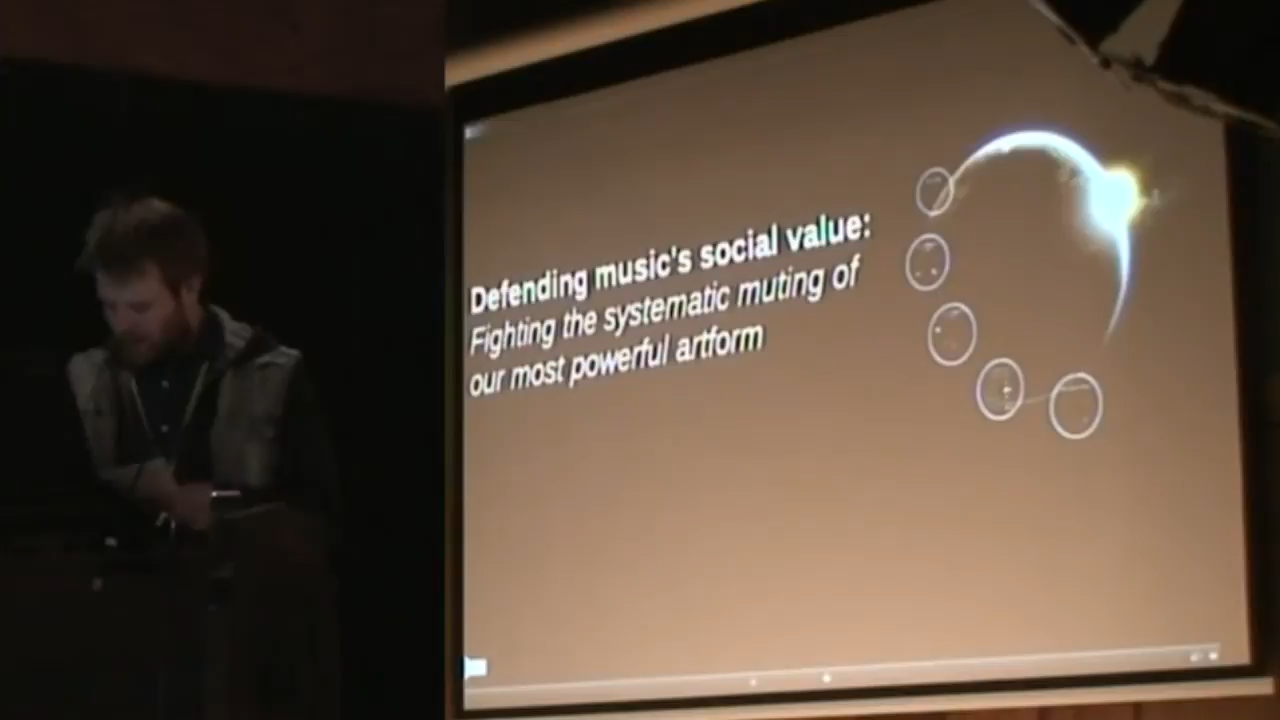 Defending music's social value:
Fighting the systematic muting of
our most powerful artform